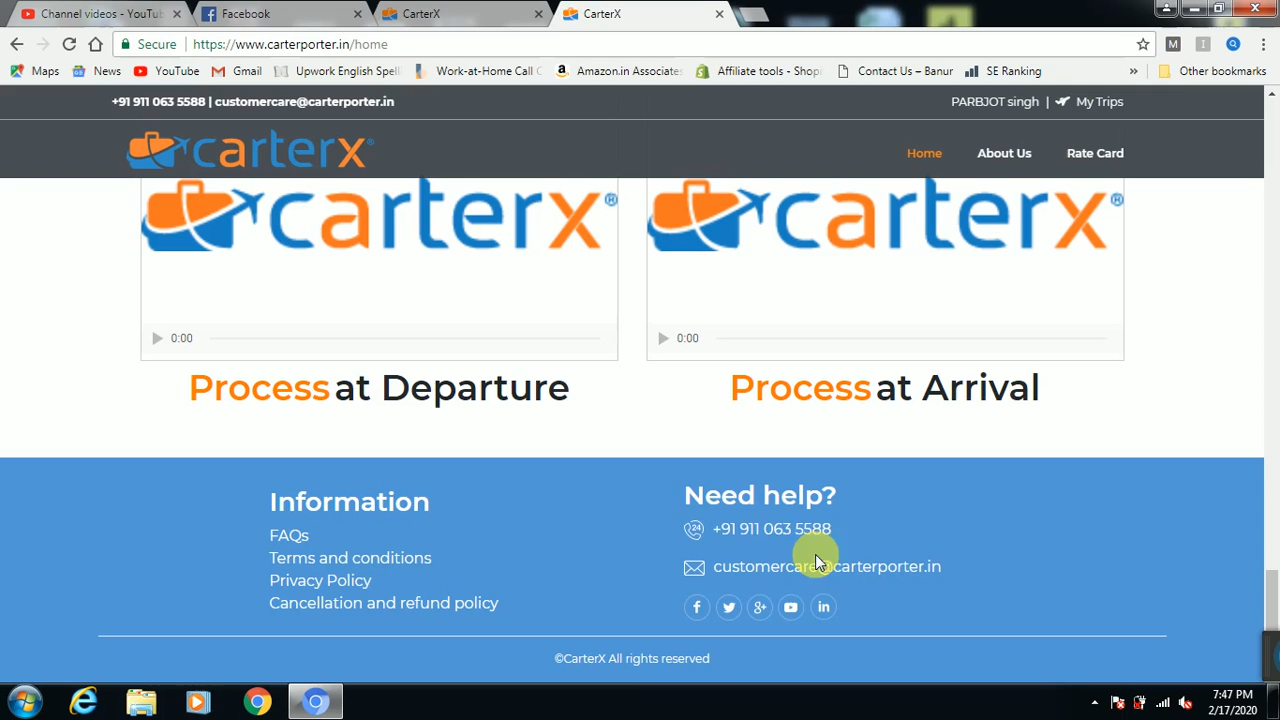 Channel videos - YouTu
Facebook
CarterX
CarterX
Secure
https://www.carterporter.in/home
Maps
News
YouTube
Gmail
Upwork English Spell
Work-at-Home Call C
Amazon.in Associates
Affiliate tools - Shopi
Contact Us – Banur
SE Ranking
»
Other bookmarks
+91 911 063 5588 | customercare@carterporter.in
PARBJOT singh | My Trips
carterx®
Home
About Us
Rate Card
carterx®
carterx®
0:00
0:00
Process at Departure
Process at Arrival
Information
FAQs
Terms and conditions
Privacy Policy
Cancellation and refund policy
Need help?
24
+91 911 063 5588
customercare@carterporter.in
©CarterX All rights reserved
7:47 PM
2/17/2020